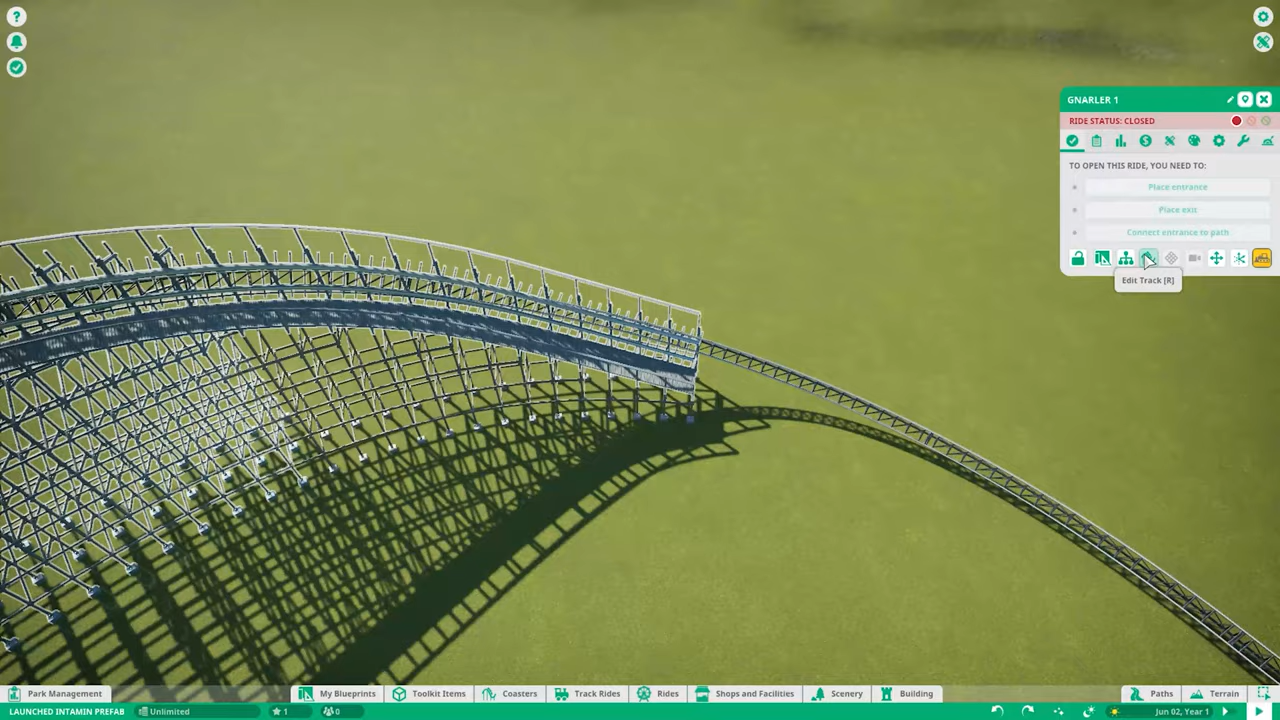 ?
GNARLER 1
RIDE STATUS: CLOSED
TO OPEN THIS RIDE, YOU NEED TO:
Place entrance
Place exit
Connect entrance to path
Edit Track [R]
Park Management
My Blueprints
Toolkit Items
Coasters
Track Rides
Rides
Shops and Facilities
Scenery
Building
Paths
Terrain
LAUNCHED INTAMIN PREFAB
Unlimited
1
0
Jun 02, Year 1